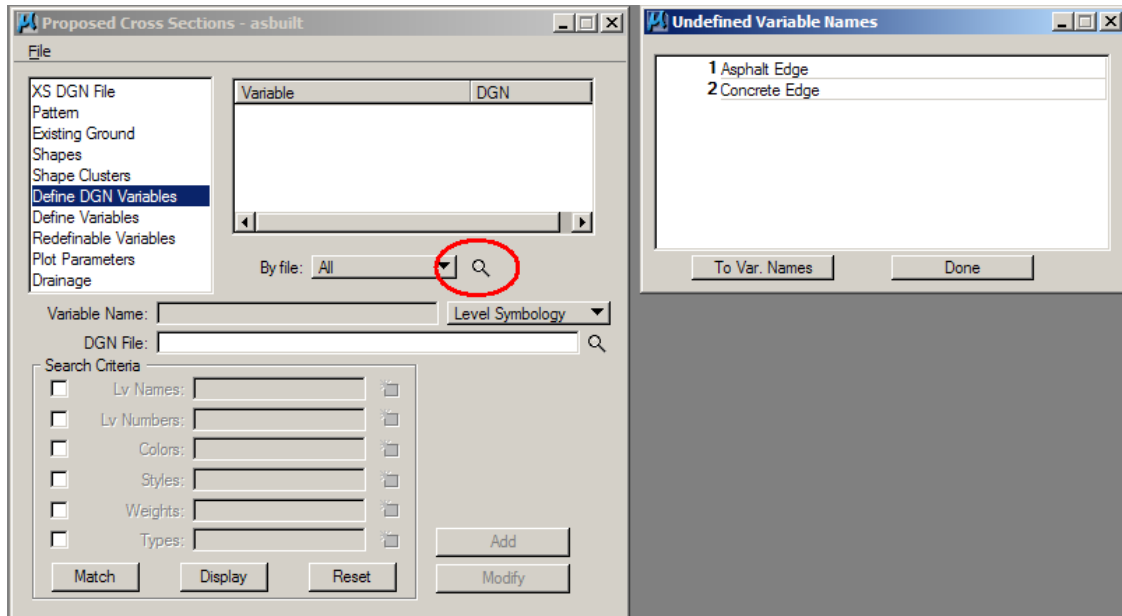 Proposed Cross Sections - asbuilt
File
XS DGN File
Pattern
Existing Ground
Shapes
Shape Clusters
Define DGN Variables
Define Variables
Redefinable Variables
Plot Parameters
Drainage
Variable DGN
By file: All
Variable Name: Level Symbology
DGN File:
Search Criteria
Lv Names:
Lv Numbers:
Colors:
Styles:
Weights:
Types:
Add
Match Display Reset Modify
Undefined Variable Names
1 Asphalt Edge
2 Concrete Edge
To Var. Names Done